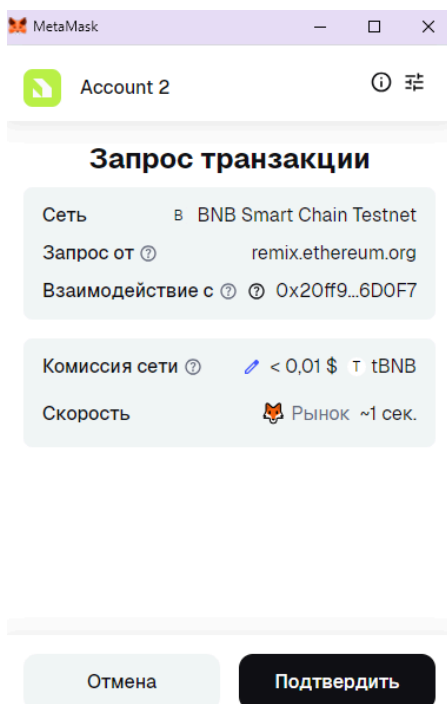 MetaMask
Account 2
Запрос транзакции
Сеть B BNB Smart Chain Testnet
Запрос от remix.ethereum.org
Взаимодействие с 0x20ff9...6D0F7
Комиссия сети < 0,01 $ T tBNB
Скорость Рынок ~1 сек.
Отмена Подтвердить